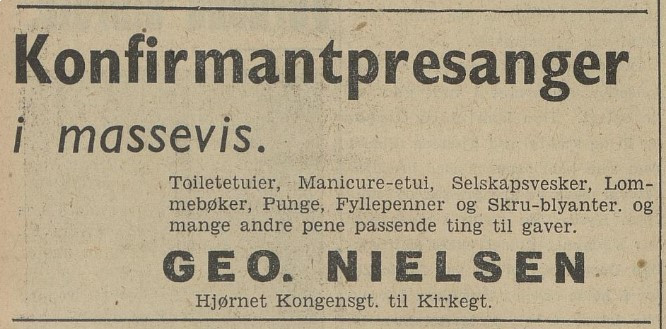 Konfirmantpresanger
i massevis.
Toiletetuier, Manicure-etui, Selskapsvesker, Lom-
mebøker, Punge, Fyllepenner og Skru-blyanter. og
mange andre pene passende ting til gaver.
GEO. NIELSEN
Hjørnet Kongensgt. til Kirkegt.